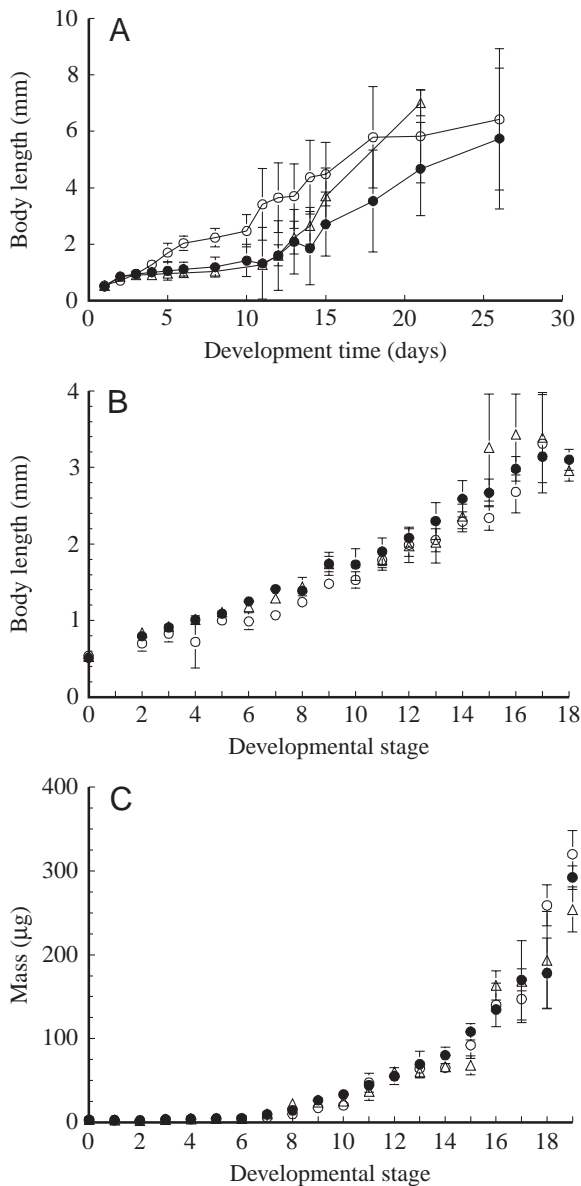 A
10
8
6
4
2
0
Body length (mm)
0 5 10 15 20 25 30
Development time (days)
B
4
3
2
1
0
Body length (mm)
0 2 4 6 8 10 12 14 16 18
Developmental stage
C
400
300
200
100
0
Mass (μg)
0 2 4 6 8 10 12 14 16 18
Developmental stage